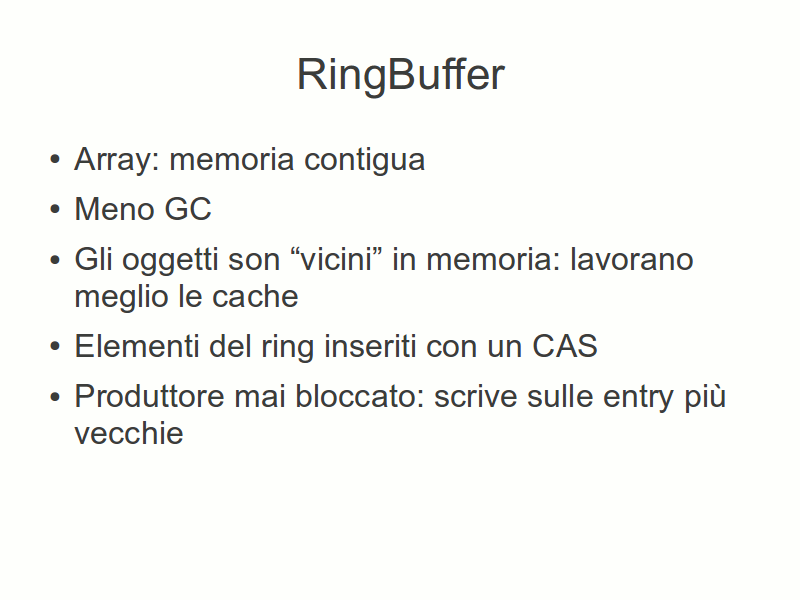 RingBuffer
● Array: memoria contigua
● Meno GC
● Gli oggetti son “vicini” in memoria: lavorano
meglio le cache
● Elementi del ring inseriti con un CAS
● Produttore mai bloccato: scrive sulle entry più
vecchie